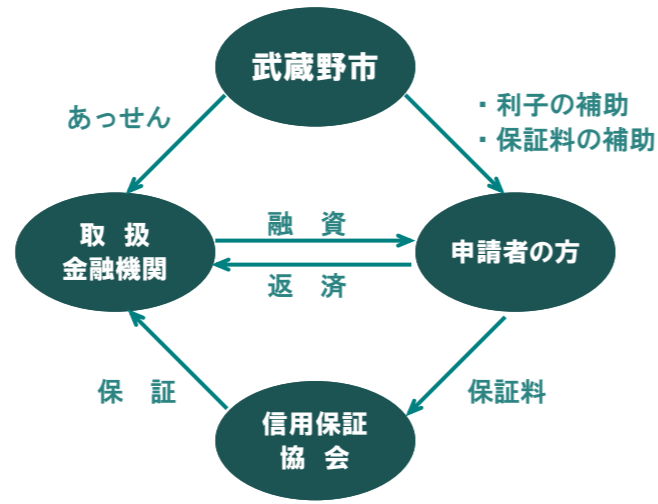 武蔵野市
あっせん
・利子の補助
・保証料の補助
取 扱
金融機関
融 資
返 済
申請者の方
保 証
保証料
信用保証
協 会